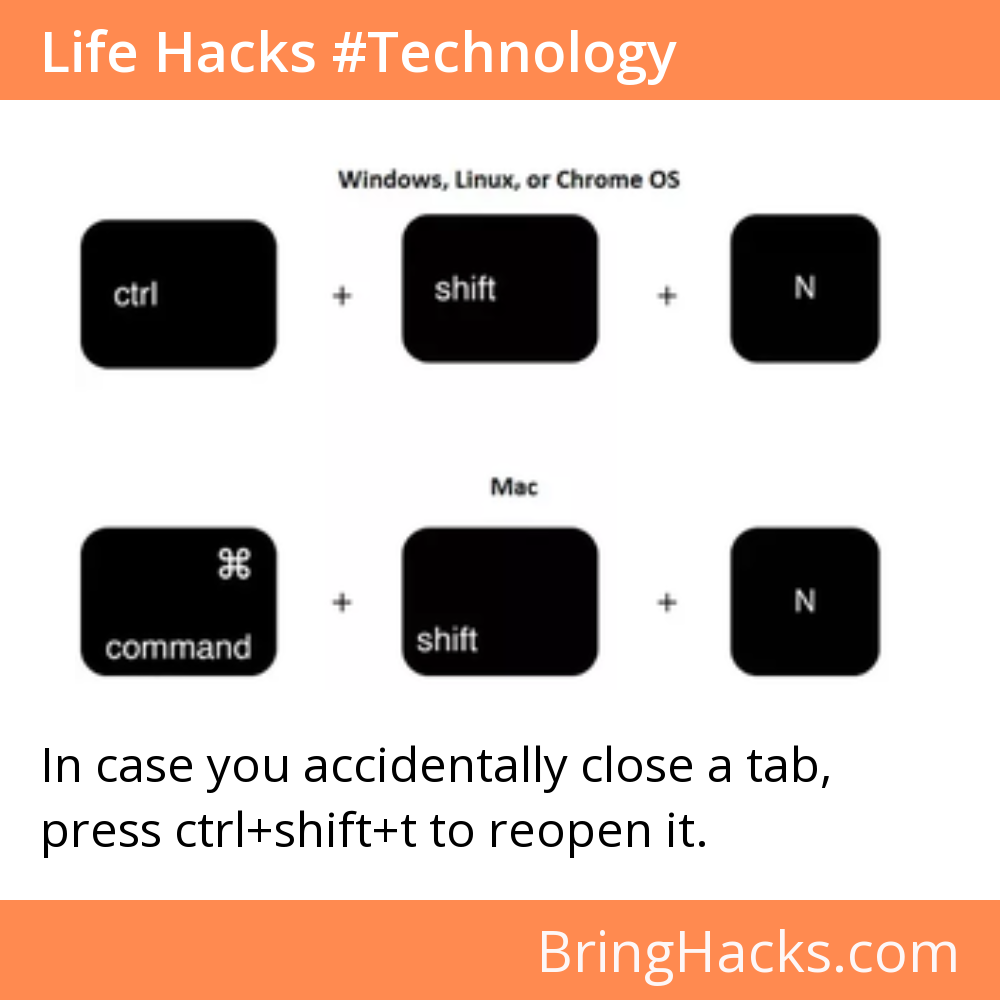 Life Hacks #Technology
Windows, Linux, or Chrome OS
ctrl + shift + N
Mac
⌘
command + shift + N
In case you accidentally close a tab,
press ctrl+shift+t to reopen it.
BringHacks.com